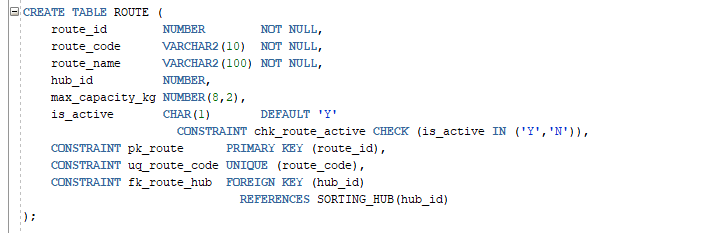 CREATE TABLE ROUTE (
    route_id        NUMBER        NOT NULL,
    route_code      VARCHAR2(10)  NOT NULL,
    route_name      VARCHAR2(100) NOT NULL,
    hub_id          NUMBER,
    max_capacity_kg NUMBER(8,2),
    is_active       CHAR(1)       DEFAULT 'Y'
                      CONSTRAINT chk_route_active CHECK (is_active IN ('Y','N')),
    CONSTRAINT pk_route      PRIMARY KEY (route_id),
    CONSTRAINT uq_route_code UNIQUE (route_code),
    CONSTRAINT fk_route_hub  FOREIGN KEY (hub_id)
                               REFERENCES SORTING_HUB(hub_id)
);